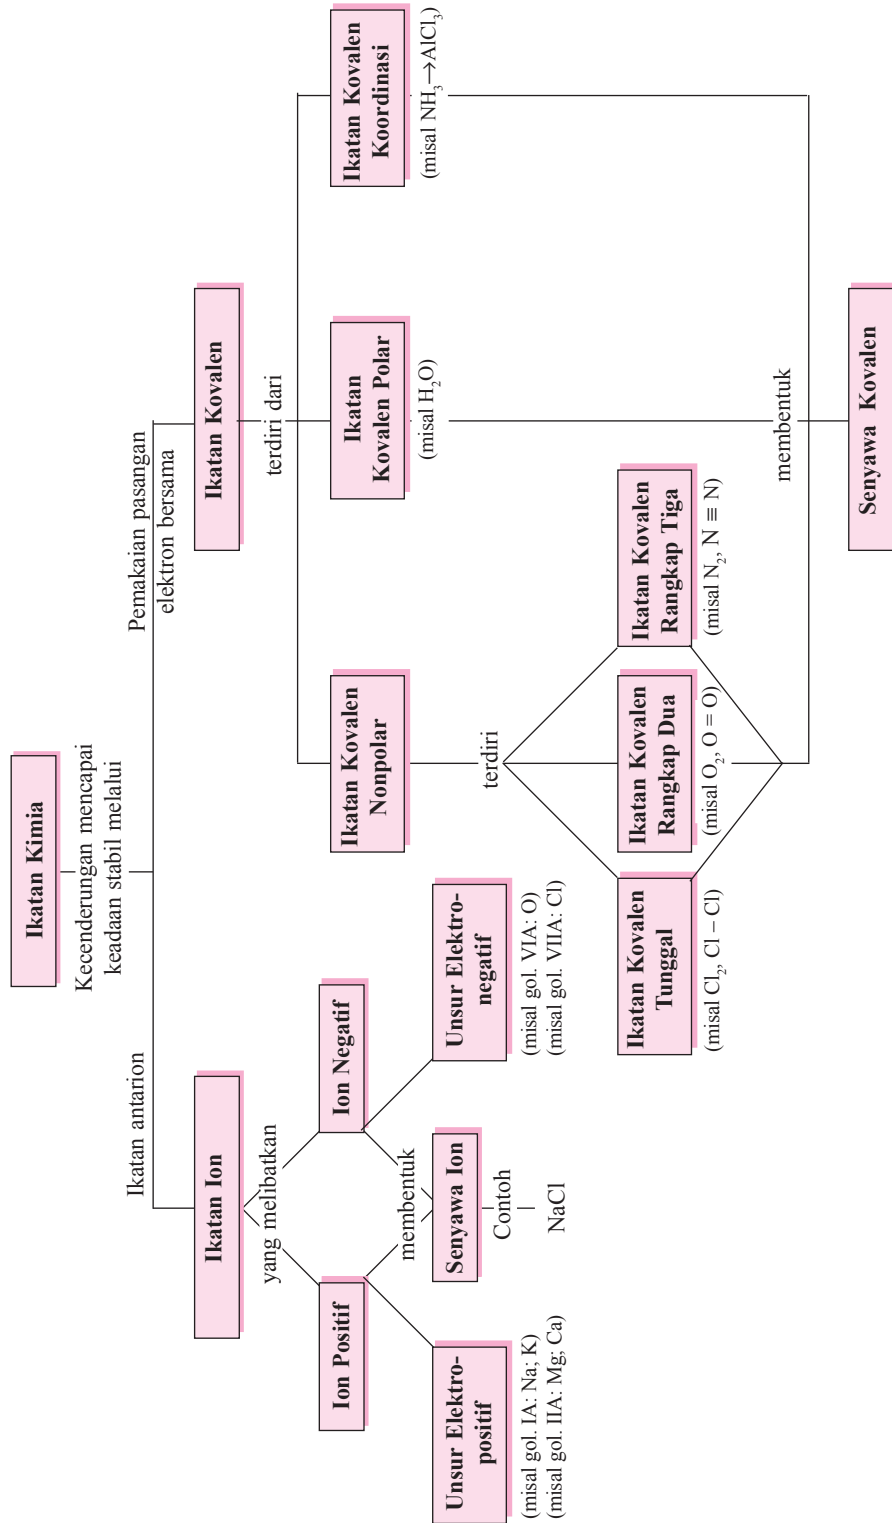 Ikatan Kimia
Kecenderungan mencapai
keadaan stabil melalui
Ikatan antarion
Pemakaian pasangan
elektron bersama
Ikatan Ion
yang melibatkan
Ion Positif
Ion Negatif
membentuk
Unsur Elektro-
positif
(misal gol. IA: Na; K)
(misal gol. IIA: Mg; Ca)
Senyawa Ion
Contoh
NaCl
Unsur Elektro-
negatif
(misal gol. VIA: O)
(misal gol. VIIA: Cl)
Ikatan Kovalen
terdiri dari
Ikatan Kovalen
Nonpolar
Ikatan
Kovalen Polar
(misal H₂O)
Ikatan Kovalen
Koordinasi
(misal NH₃→AlCl₃)
terdiri
Ikatan Kovalen
Tunggal
(misal Cl₂, Cl – Cl)
Ikatan Kovalen
Rangkap Dua
(misal O₂, O = O)
Ikatan Kovalen
Rangkap Tiga
(misal N₂, N ≡ N)
membentuk
Senyawa Kovalen